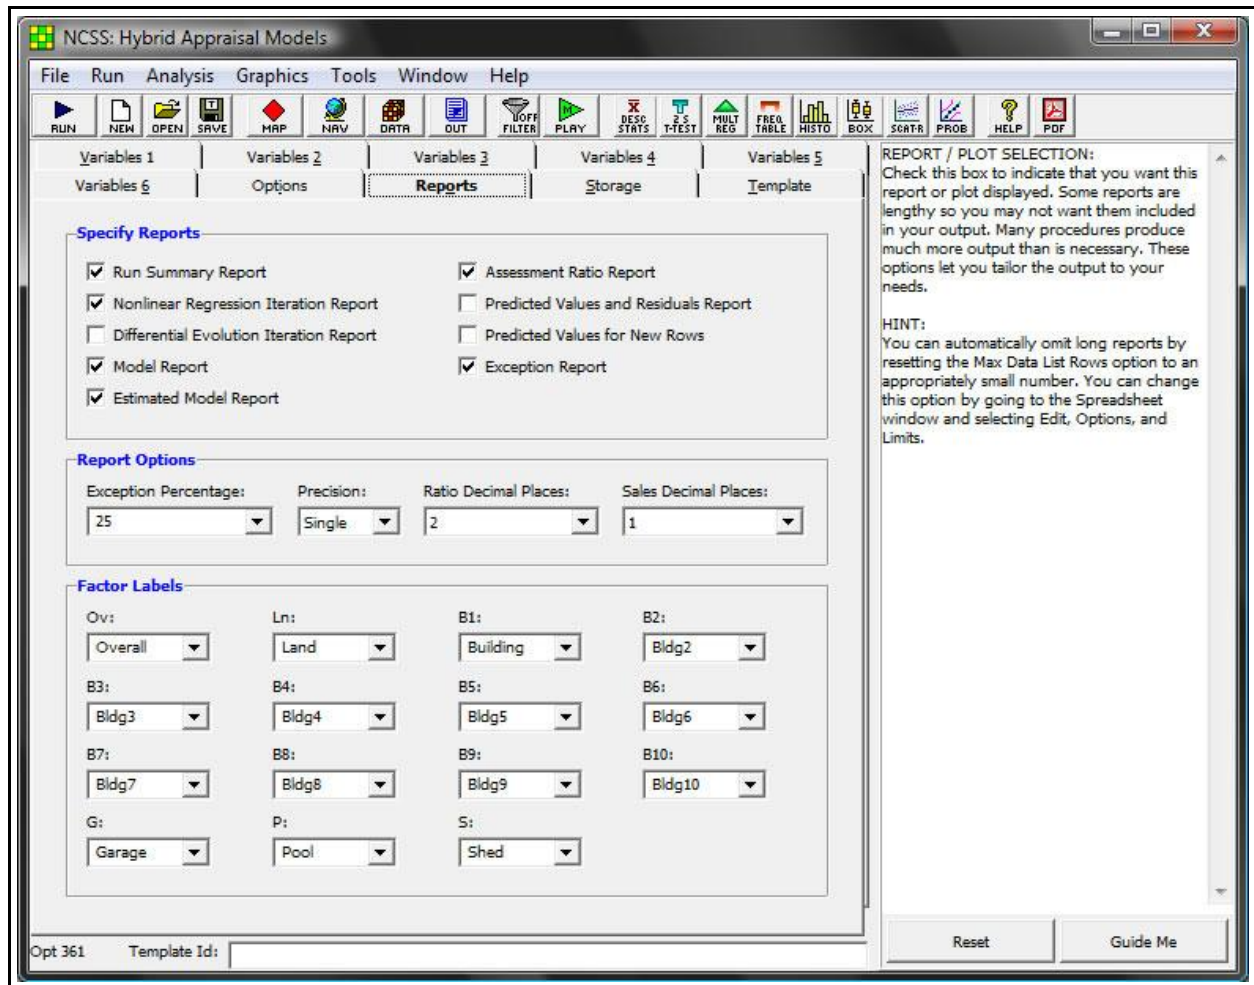 NCSS: Hybrid Appraisal Models
File Run Analysis Graphics Tools Window Help
RUN NEW OPEN SAVE MAP NAV DATA OUT OFF FILTER PLAY X DESC STATS T 2 S T-TEST MULT REG FREQ TABLE HISTO BOX SCAT-R PROB HELP PDF
Variables 1 Variables 2 Variables 3 Variables 4 Variables 5
Variables 6 Options Reports Storage Template
Specify Reports
Run Summary Report Assessment Ratio Report
Nonlinear Regression Iteration Report Predicted Values and Residuals Report
Differential Evolution Iteration Report Predicted Values for New Rows
Model Report Exception Report
Estimated Model Report
Report Options
Exception Percentage: Precision: Ratio Decimal Places: Sales Decimal Places:
25 Single 2 1
Factor Labels
Ov: Ln: B1: B2:
Overall Land Building Bldg2
B3: B4: B5: B6:
Bldg3 Bldg4 Bldg5 Bldg6
B7: B8: B9: B10:
Bldg7 Bldg8 Bldg9 Bldg10
G: P: S:
Garage Pool Shed
Opt 361 Template Id:
REPORT / PLOT SELECTION:
Check this box to indicate that you want this
report or plot displayed. Some reports are
lengthy so you may not want them included
in your output. Many procedures produce
much more output than is necessary. These
options let you tailor the output to your
needs.
HINT:
You can automatically omit long reports by
resetting the Max Data List Rows option to an
appropriately small number. You can change
this option by going to the Spreadsheet
window and selecting Edit, Options, and
Limits.
Reset Guide Me